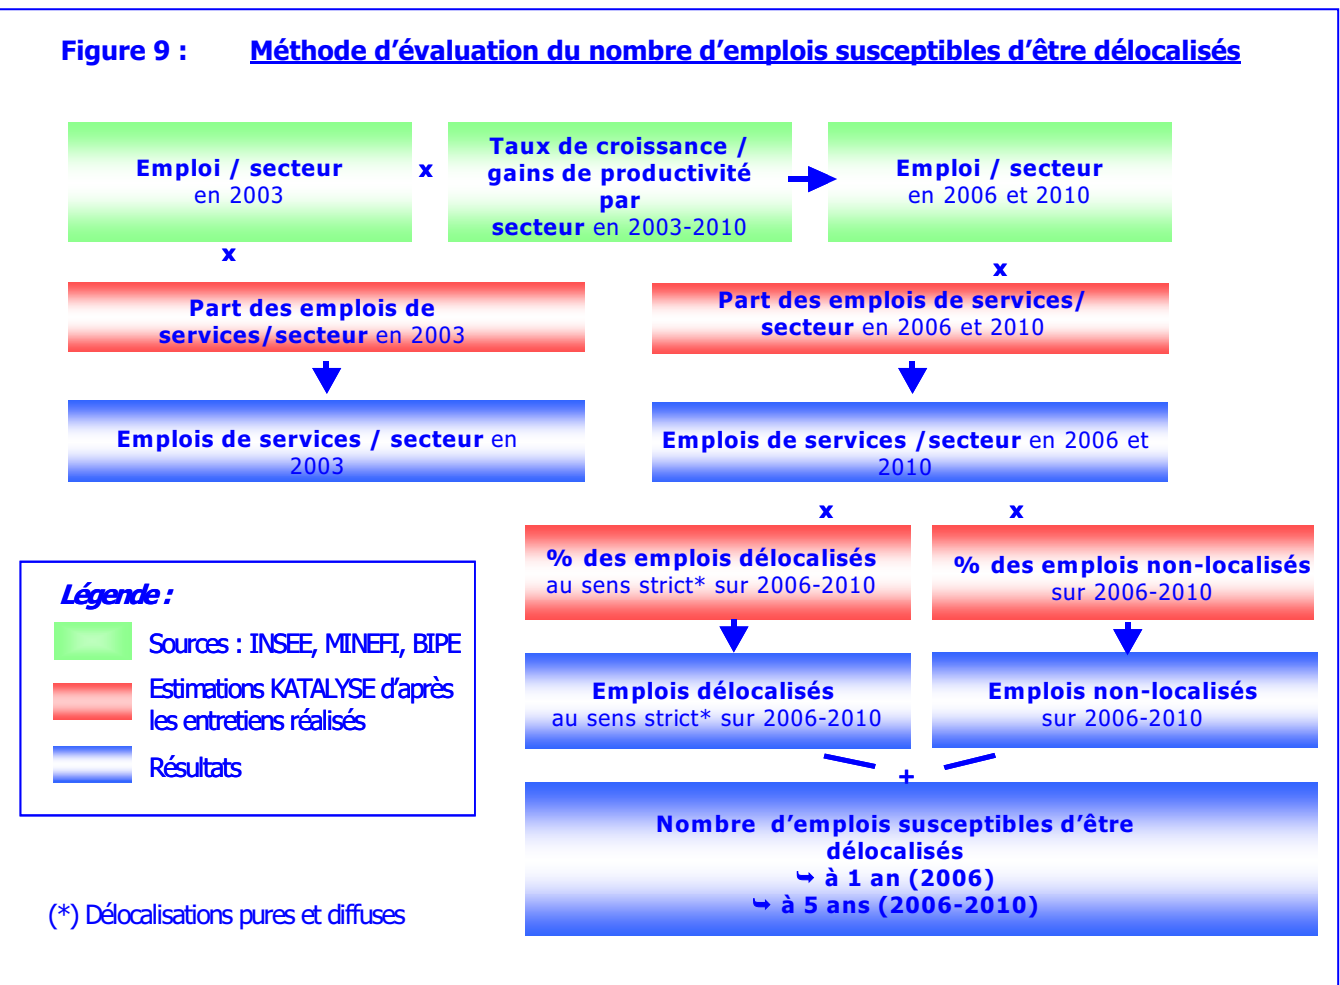 Figure 9 : Méthode d’évaluation du nombre d’emplois susceptibles d’être délocalisés
Emploi / secteur
en 2003
x
Taux de croissance /
gains de productivité
par
secteur en 2003-2010
Emploi / secteur
en 2006 et 2010
x
x
Part des emplois de
services/secteur en 2003
Part des emplois de services/
secteur en 2006 et 2010
Emplois de services / secteur en
2003
Emplois de services /secteur en 2006 et
2010
x
x
% des emplois délocalisés
au sens strict* sur 2006-2010
% des emplois non-localisés
sur 2006-2010
Emplois délocalisés
au sens strict* sur 2006-2010
Emplois non-localisés
sur 2006-2010
+
Nombre d’emplois susceptibles d’être
délocalisés
➥ à 1 an (2006)
➥ à 5 ans (2006-2010)
Légende :
Sources : INSEE, MINEFI, BIPE
Estimations KATALYSE d’après
les entretiens réalisés
Résultats
(*) Délocalisations pures et diffuses